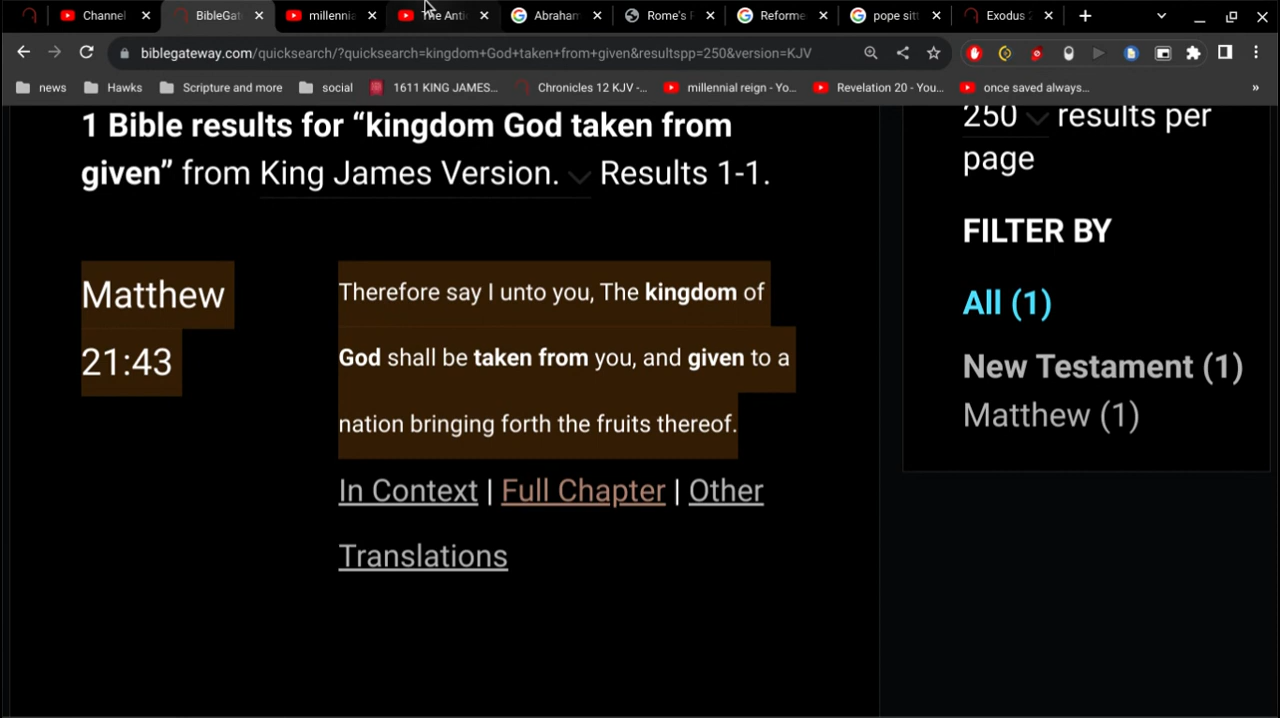 Channel
BibleGat
millennia
The Anti
Abraham
Rome's F
Reforme
pope sitt
Exodus 2
biblegateway.com/quicksearch/?quicksearch=kingdom+God+taken+from+given&resultspp=250&version=KJV
news
Hawks
Scripture and more
social
1611 KING JAMES...
Chronicles 12 KJV -...
millennial reign - Yo...
Revelation 20 - You...
once saved always...
»
1 Bible results for “kingdom God taken from
given” from King James Version. Results 1-1.
Matthew
21:43
Therefore say I unto you, The kingdom of
God shall be taken from you, and given to a
nation bringing forth the fruits thereof.
In Context | Full Chapter | Other
Translations
250 results per
page
FILTER BY
All (1)
New Testament (1)
Matthew (1)